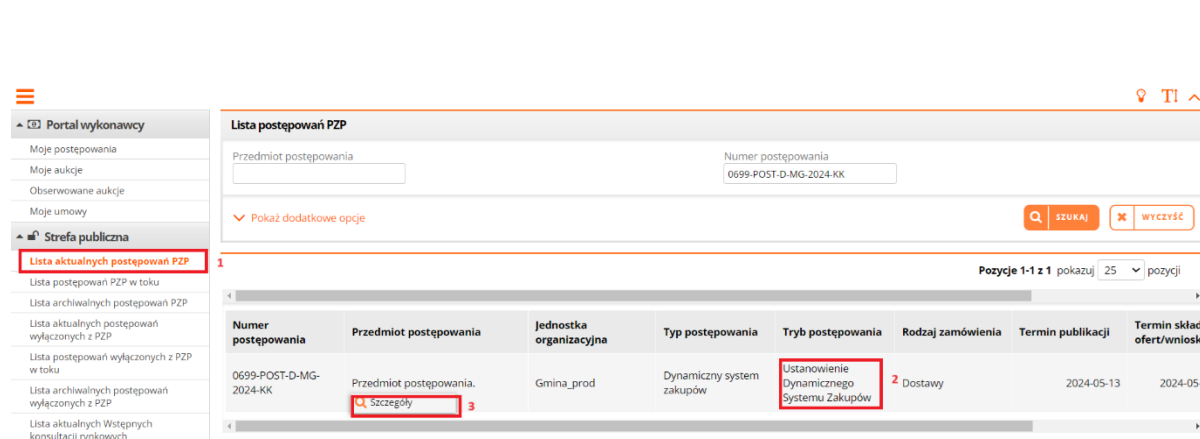 TI
Portal wykonawcy
Moje postępowania
Moje aukcje
Obserwowane aukcje
Moje umowy
Strefa publiczna
Lista aktualnych postępowań PZP
1
Lista postępowań PZP w toku
Lista archiwalnych postępowań PZP
Lista aktualnych postępowań
wyłączonych z PZP
Lista postępowań wyłączonych z PZP
w toku
Lista archiwalnych postępowań
wyłączonych z PZP
Lista aktualnych Wstępnych
konsultacji rynkowych
Lista postępowań PZP
Przedmiot postępowania
Numer postępowania
0699-POST-D-MG-2024-KK
Pokaż dodatkowe opcje
SZUKAJ
WYCZYŚĆ
Pozycje 1-1 z 1 pokazuj 25 pozycji
Numer
postępowania
Przedmiot postępowania
Jednostka
organizacyjna
Typ postępowania
Tryb postępowania
Rodzaj zamówienia
Termin publikacji
Termin skład
ofert/wniosk
0699-POST-D-MG-
2024-KK
Przedmiot postępowania.
Szczegóły
3
Gmina_prod
Dynamiczny system
zakupów
Ustanowienie
Dynamicznego
Systemu Zakupów
2
Dostawy
2024-05-13
2024-05-